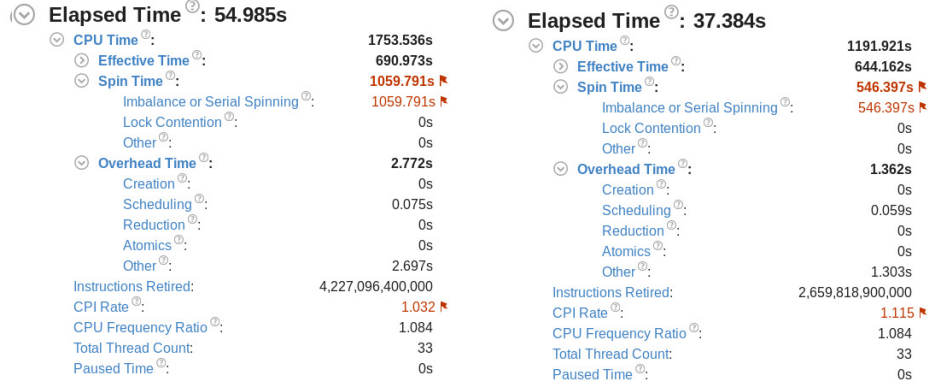 Elapsed Time: 54.985s
CPU Time: 1753.536s
Effective Time: 690.973s
Spin Time: 1059.791s
Imbalance or Serial Spinning: 1059.791s
Lock Contention: 0s
Other: 0s
Overhead Time: 2.772s
Creation: 0s
Scheduling: 0.075s
Reduction: 0s
Atomics: 0s
Other: 2.697s
Instructions Retired: 4,227,096,400,000
CPI Rate: 1.032
CPU Frequency Ratio: 1.084
Total Thread Count: 33
Paused Time: 0s
Elapsed Time: 37.384s
CPU Time: 1191.921s
Effective Time: 644.162s
Spin Time: 546.397s
Imbalance or Serial Spinning: 546.397s
Lock Contention: 0s
Other: 0s
Overhead Time: 1.362s
Creation: 0s
Scheduling: 0.059s
Reduction: 0s
Atomics: 0s
Other: 1.303s
Instructions Retired: 2,659,818,900,000
CPI Rate: 1.115
CPU Frequency Ratio: 1.084
Total Thread Count: 33
Paused Time: 0s